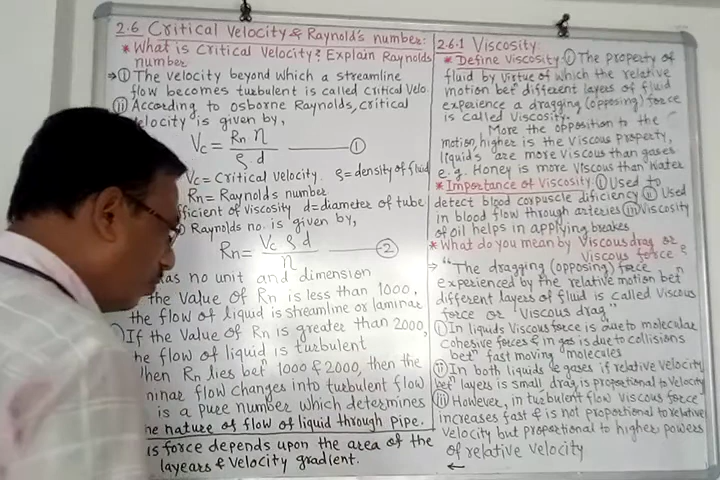 2.6 Critical Velocity & Raynold's number:
* What is Critical Velocity? Explain Raynolds
number
→ ① The velocity beyond which a streamline
flow becomes turbulent is called Critical Velo.
ⓘⓘ According to osborne Raynolds, critical
velocity is given by,
Vc = Rn η / ρ d ——— ①
Vc = Critical velocity ρ = density of fluid
Rn = Raynolds number
fficient of viscosity d = diameter of tube
Raynolds no. is given by,
Rn = Vc ρ d / η ——— ②
has no unit and dimension
the value of Rn is less than 1000,
the flow of liquid is streamline or laminar
If the Value of Rn is greater than 2000,
he flow of liquid is turbulent
hen Rn lies betn 1000 & 2000, then the
minar flow changes into turbulent flow
is a pure number which determines
he nature of flow of liquid through pipe.
is force depends upon the area of the
layears & velocity gradient.
2.6.1 Viscosity:
* Define Viscosity: ① The property of
fluid by virtue of which the relative
motion betn different layers of fluid
experience a dragging (opposing) force
is called Viscosity.
More the opposition to the
motion, higher is the Viscous property,
liquids are more Viscous than gases
e.g. Honey is more Viscous than water
* Importance of Viscosity: ① Used to
detect blood corpuscle dificiency ⓘⓘ Used
in blood flow through arteries ⓘⓘⓘ Viscosity
of oil helps in applying breakes
* What do you mean by Viscous drag or
Viscous force?
→ "The dragging (opposing) force
experienced by the relative motion betn
different layers of fluid is called Viscous
force or Viscous drag"
① In liquids Viscous force is due to molecular
cohesive forces & in gas is due to collisions
betn fast moving molecules
ⓘⓘ In both liquids & gases if relative Velocity
betn layers is small drag is proportional to Velocity
ⓘⓘⓘ However, in turbulent flow viscous force
increases fast & is not proportional to relative
Velocity but proportional to higher powers
of relative velocity
←